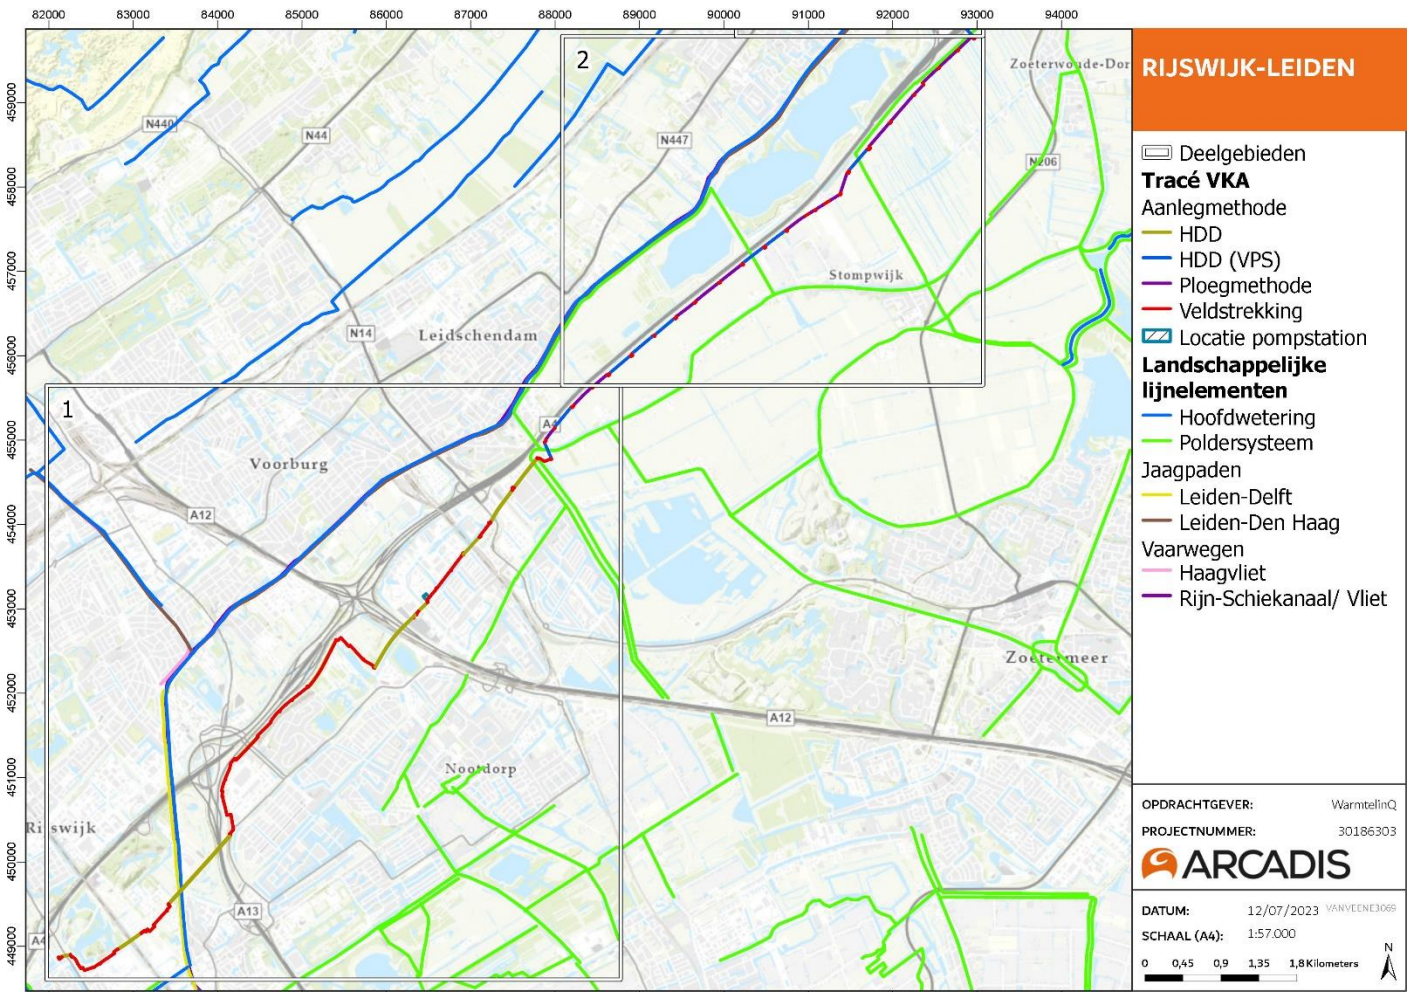 82000 83000 84000 85000 86000 87000 88000 89000 90000 91000 92000 93000 94000
459000
458000
457000
456000
455000
454000
453000
452000
451000
450000
449000
2
Zoeterwoude-Dor
N440
N44
N447
N206
Stompwijk
N14
Leidschendam
1
A4
Voorburg
A12
Zoetermeer
A12
Nootdorp
Rijswijk
A13
A4
RIJSWIJK-LEIDEN
Deelgebieden
Tracé VKA
Aanlegmethode
HDD
HDD (VPS)
Ploegmethode
Veldstrekking
Locatie pompstation
Landschappelijke
lijnelementen
Hoofdwetering
Poldersysteem
Jaagpaden
Leiden-Delft
Leiden-Den Haag
Vaarwegen
Haagvliet
Rijn-Schiekanaal/ Vliet
OPDRACHTGEVER: WarmtelinQ
PROJECTNUMMER: 30186303
ARCADIS
DATUM: 12/07/2023 VANVEENE3069
SCHAAL (A4): 1:57.000
N
0 0,45 0,9 1,35 1,8 Kilometers